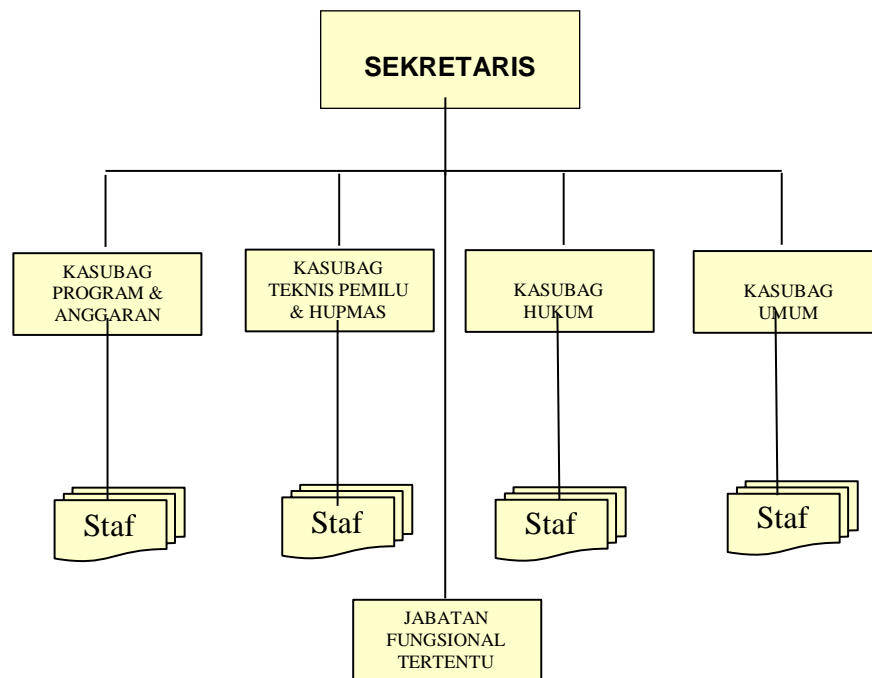 SEKRETARIS
KASUBAG
PROGRAM &
ANGGARAN
KASUBAG
TEKNIS PEMILU
& HUPMAS
KASUBAG
HUKUM
KASUBAG
UMUM
Staf
Staf
Staf
Staf
JABATAN
FUNGSIONAL
TERTENTU